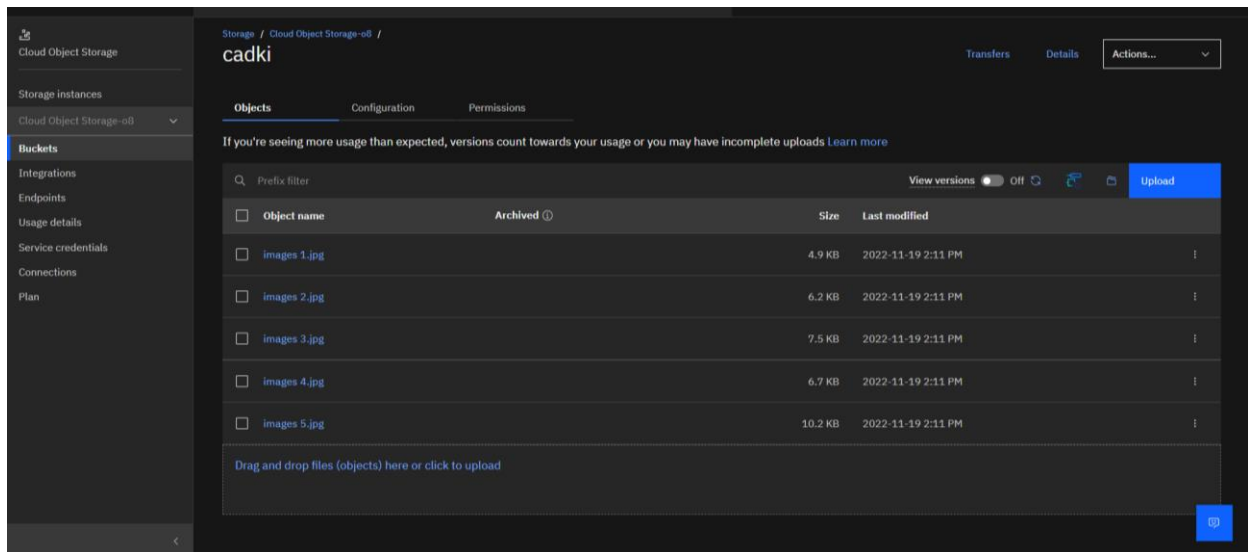 Cloud Object Storage
Storage instances
Cloud Object Storage-o8
Buckets
Integrations
Endpoints
Usage details
Service credentials
Connections
Plan
Storage / Cloud Object Storage-o8 /
cadki
Transfers Details Actions...
Objects Configuration Permissions
If you're seeing more usage than expected, versions count towards your usage or you may have incomplete uploads Learn more
Prefix filter View versions Off Upload
Object name Archived Size Last modified
images 1.jpg 4.9 KB 2022-11-19 2:11 PM
images 2.jpg 6.2 KB 2022-11-19 2:11 PM
images 3.jpg 7.5 KB 2022-11-19 2:11 PM
images 4.jpg 6.7 KB 2022-11-19 2:11 PM
images 5.jpg 10.2 KB 2022-11-19 2:11 PM
Drag and drop files (objects) here or click to upload